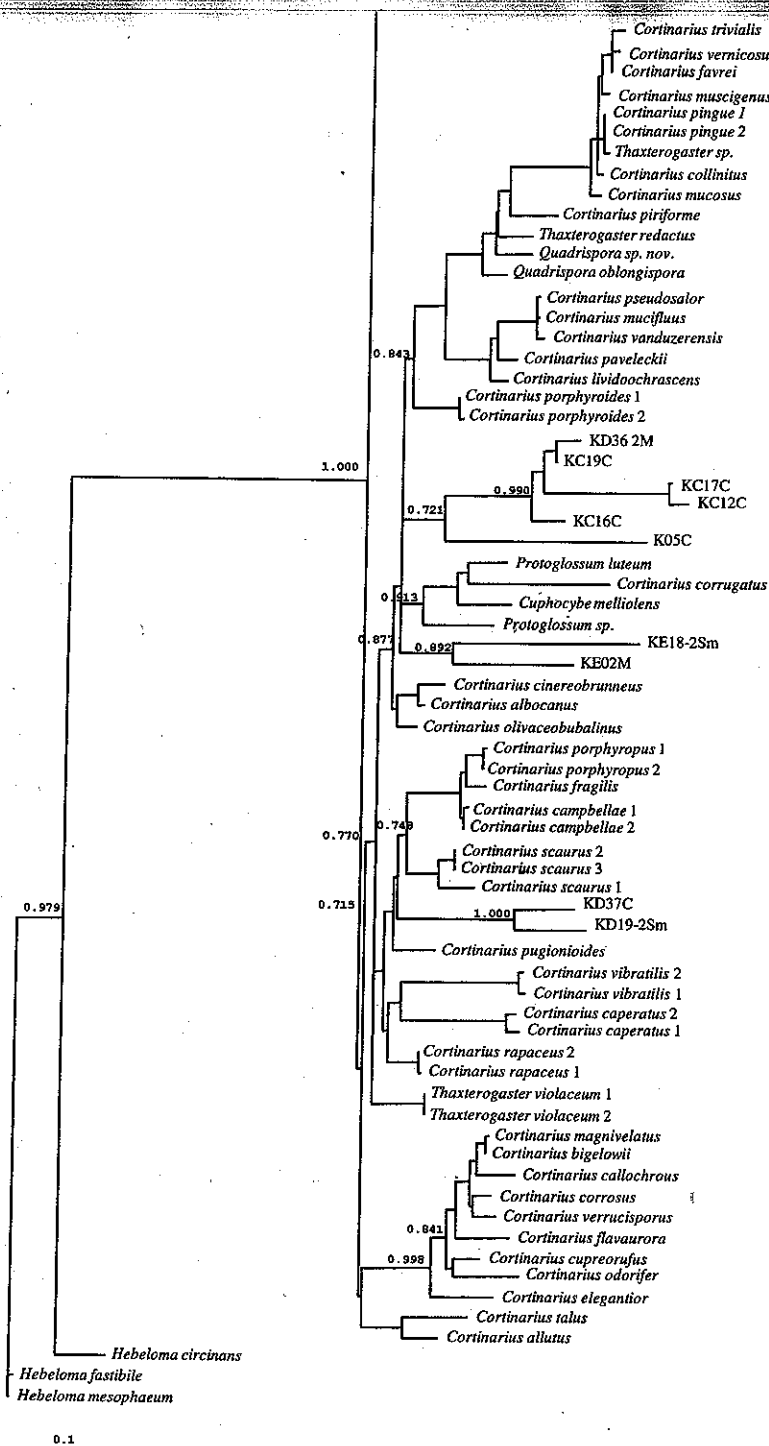 Cortinarius trivialis
Cortinarius vernicosu
Cortinarius favrei
Cortinarius muscigenus
Cortinarius pingue 1
Cortinarius pingue 2
Thaxterogaster sp.
Cortinarius collinitus
Cortinarius mucosus
Cortinarius piriforme
Thaxterogaster redactus
Quadrispora sp. nov.
Quadrispora oblongispora
Cortinarius pseudosalor
Cortinarius mucifluus
Cortinarius vanduzerensis
0.843
Cortinarius paveleckii
Cortinarius lividoochrascens
Cortinarius porphyroides 1
Cortinarius porphyroides 2
KD36 2M
KC19C
1.000
KC17C
0.990
KC12C
0.721
KC16C
K05C
Protoglossum luteum
Cortinarius corrugatus
0.913
Cuphocybe melliolens
Protoglossum sp.
0.877
KE18-2Sm
0.892
KE02M
Cortinarius cinereobrunneus
Cortinarius albocanus
Cortinarius olivaceobubalinus
Cortinarius porphyropus 1
Cortinarius porphyropus 2
Cortinarius fragilis
Cortinarius campbellae 1
0.770
0.748
Cortinarius campbellae 2
Cortinarius scaurus 2
Cortinarius scaurus 3
Cortinarius scaurus 1
0.715
0.979
KD37C
1.000
KD19-2Sm
Cortinarius pugionioides
Cortinarius vibratilis 2
Cortinarius vibratilis 1
Cortinarius caperatus 2
Cortinarius caperatus 1
Cortinarius rapaceus 2
Cortinarius rapaceus 1
Thaxterogaster violaceum 1
Thaxterogaster violaceum 2
Cortinarius magnivelatus
Cortinarius bigelowii
Cortinarius callochrous
Cortinarius corrosus
Cortinarius verrucisporus
0.841
Cortinarius flavaurora
0.998
Cortinarius cupreorufus
Cortinarius odorifer
Cortinarius elegantior
Cortinarius talus
Cortinarius allutus
Hebeloma circinans
Hebeloma fastibile
Hebeloma mesophaeum
0.1